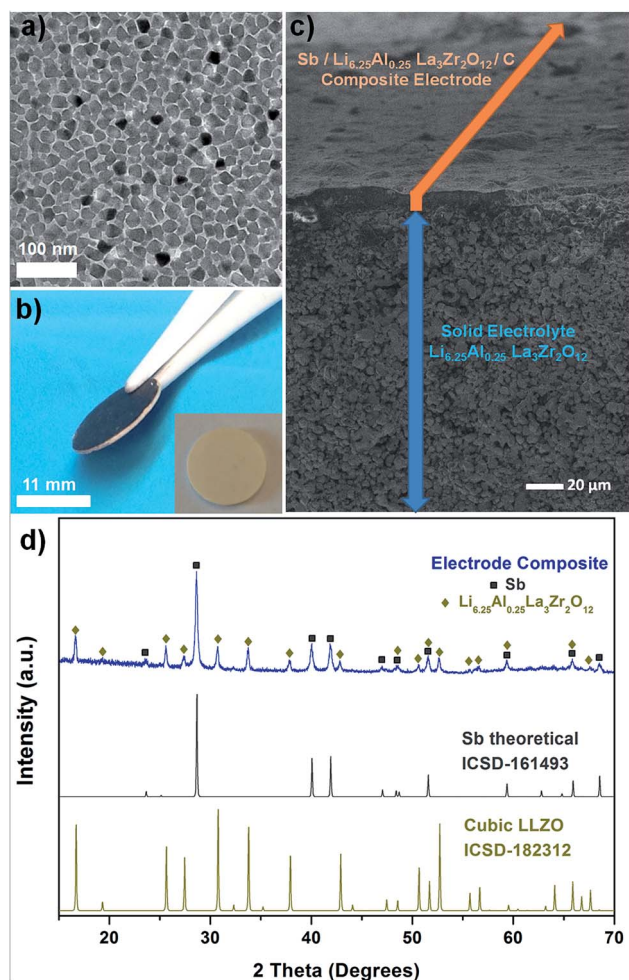 a)
100 nm
b)
11 mm
c)
Sb / Li₆.₂₅Al₀.₂₅ La₃Zr₂O₁₂ / C
Composite Electrode
Solid Electrolyte
Li₆.₂₅Al₀.₂₅ La₃Zr₂O₁₂
20 µm
d)
Electrode Composite
Sb
Li₆.₂₅Al₀.₂₅La₃Zr₂O₁₂
Sb theoretical
ICSD-161493
Cubic LLZO
ICSD-182312
Intensity (a.u.)
20 30 40 50 60 70
2 Theta (Degrees)